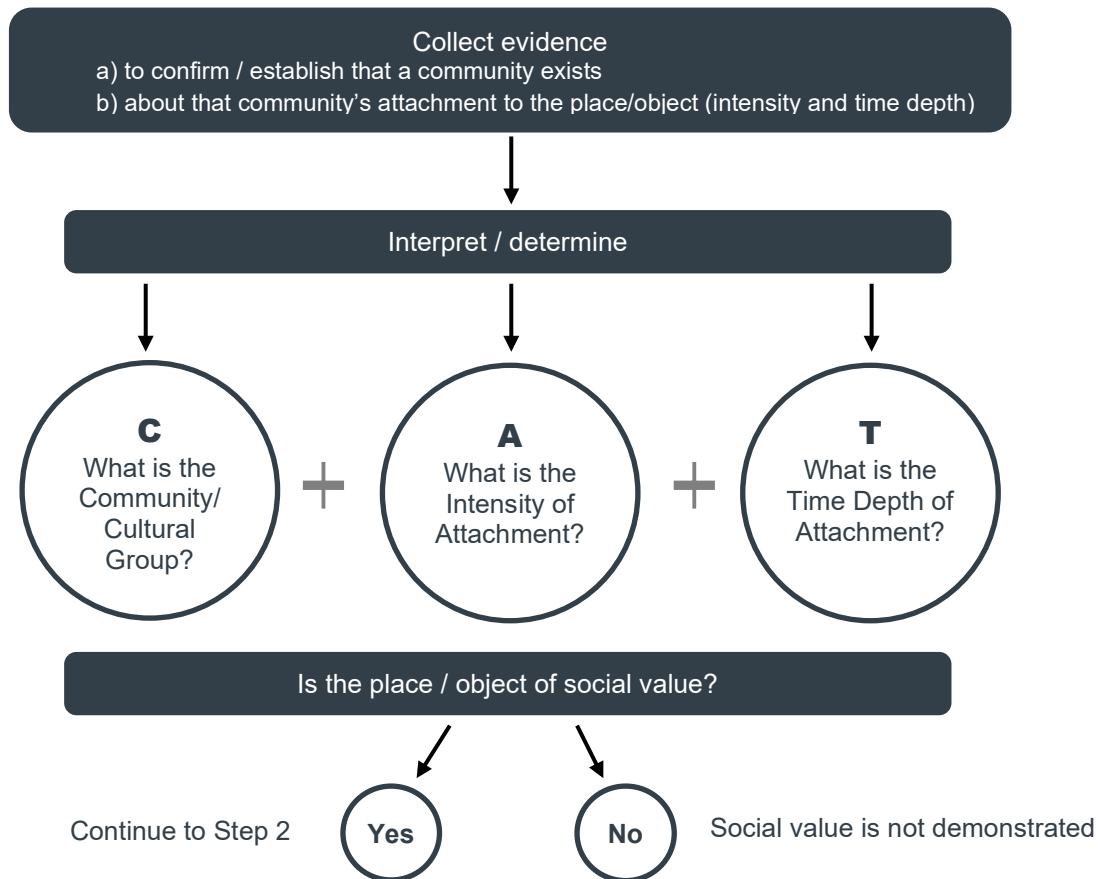 Collect evidence
a) to confirm / establish that a community exists
b) about that community’s attachment to the place/object (intensity and time depth)
Interpret / determine
C
What is the
Community/
Cultural
Group?
+
A
What is the
Intensity of
Attachment?
+
T
What is the
Time Depth of
Attachment?
Is the place / object of social value?
Continue to Step 2
Yes
No
Social value is not demonstrated